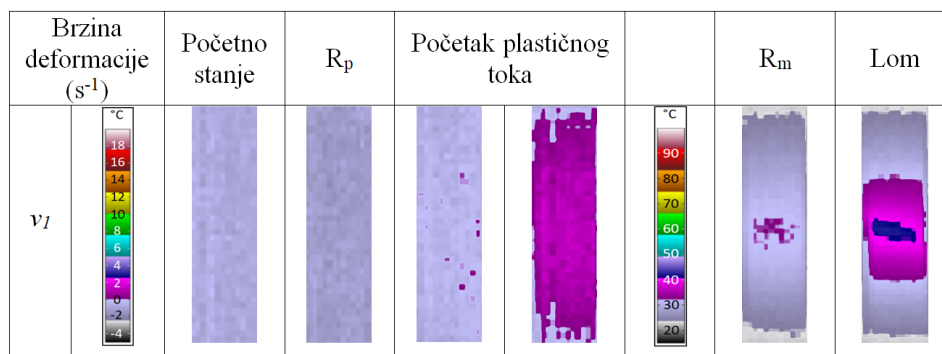 Brzina
deformacije
(s⁻¹)
Početno
stanje
Rₚ
Početak plastičnog
toka
Rₘ
Lom
v₁
°C
18
16
14
12
10
8
6
4
2
0
-2
-4
°C
90
80
70
60
50
40
30
20